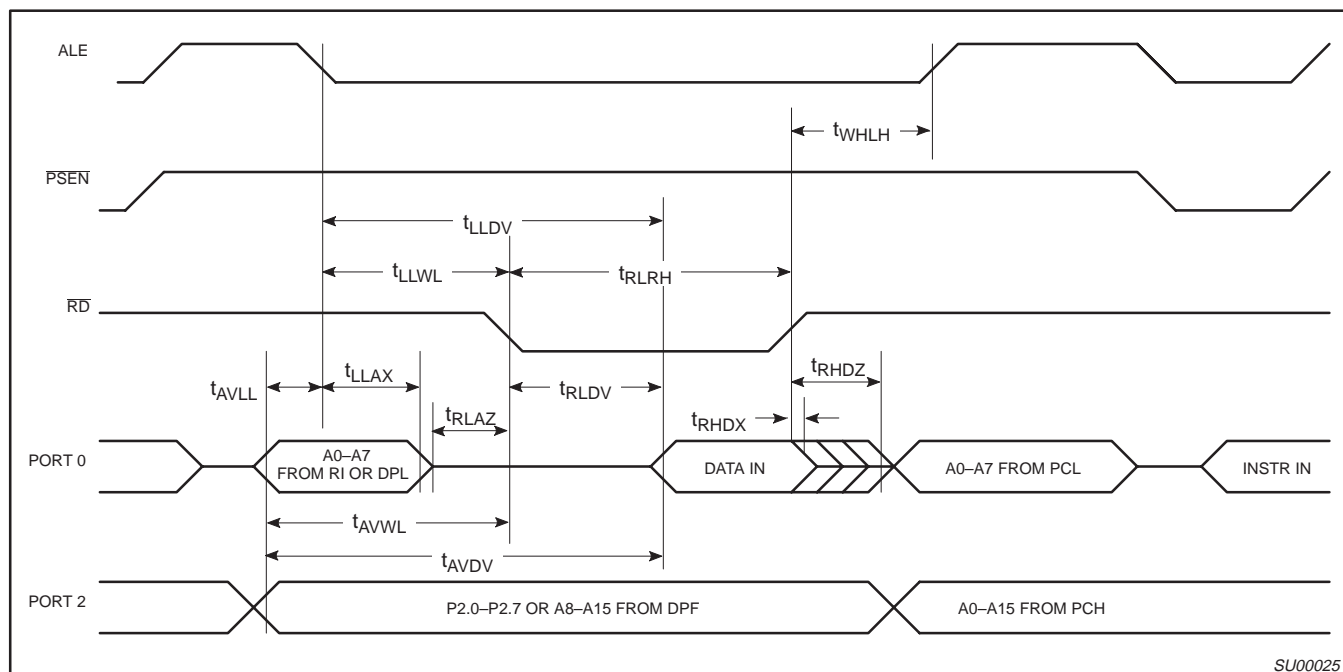 ALE
tWHLH
PSEN
tLLDV
tLLWL
tRLRH
RD
tAVLL
tLLAX
tRLDV
tRHDZ
tRLAZ
tRHDX
PORT 0
A0–A7
FROM RI OR DPL
DATA IN
A0–A7 FROM PCL
INSTR IN
tAVWL
tAVDV
PORT 2
P2.0–P2.7 OR A8–A15 FROM DPF
A0–A15 FROM PCH
SU00025